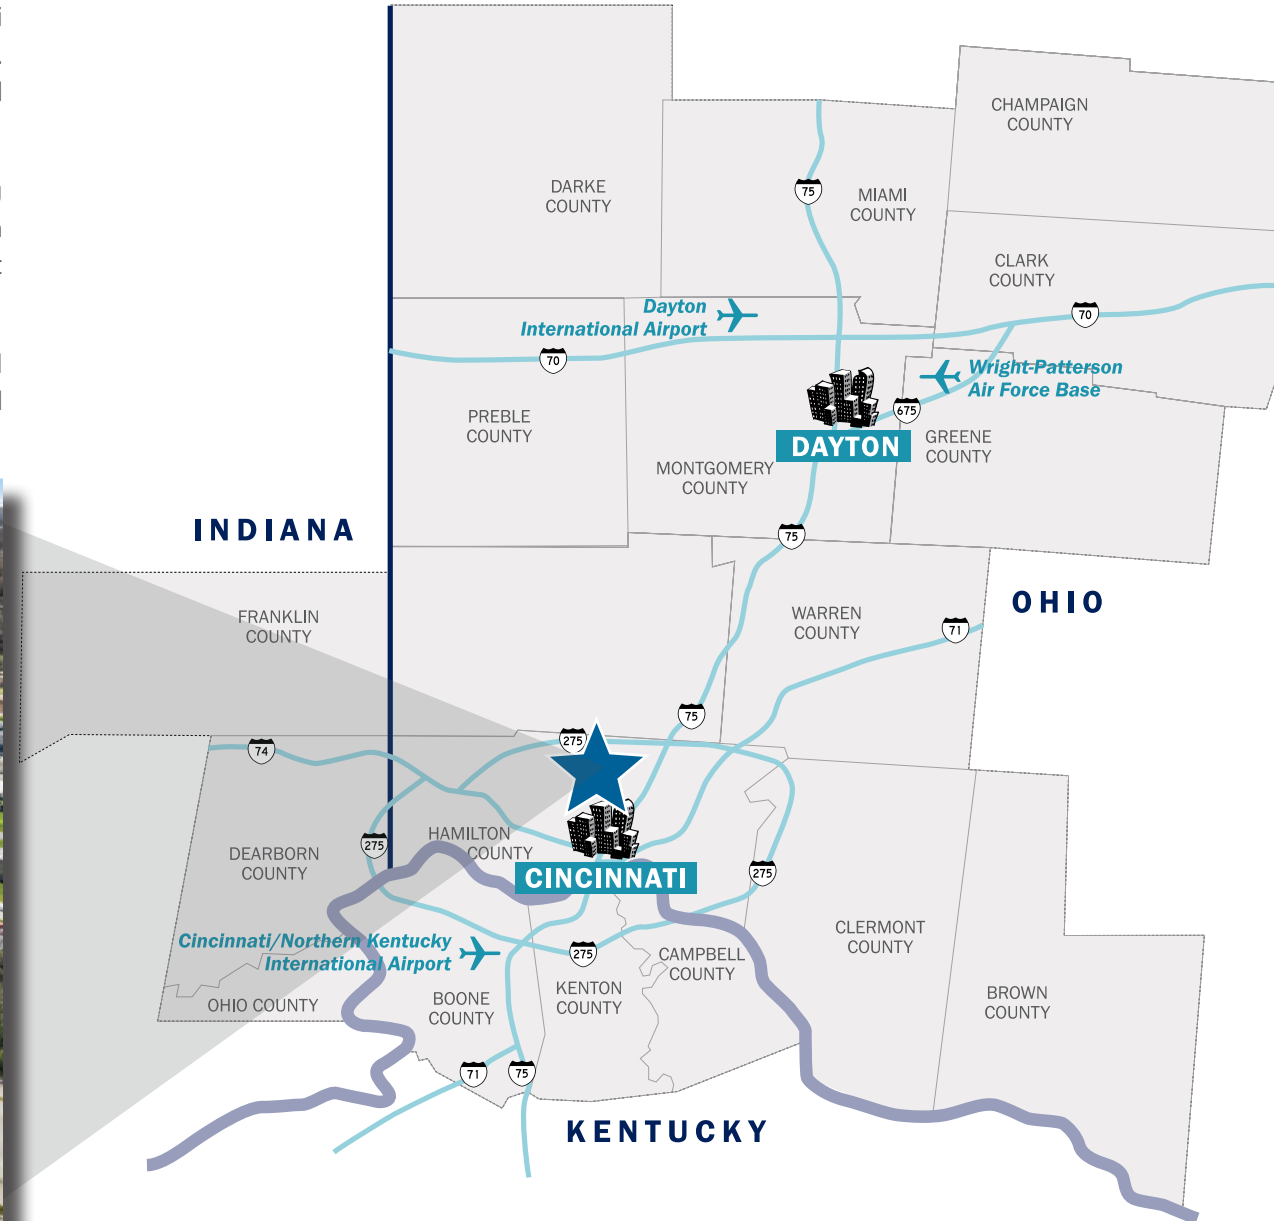 CHAMPAIGN
COUNTY
DARKE
COUNTY
75
MIAMI
COUNTY
CLARK
COUNTY
Dayton
International Airport
70
70
Wright-Patterson
Air Force Base
675
PREBLE
COUNTY
DAYTON
GREENE
COUNTY
MONTGOMERY
COUNTY
INDIANA
75
OHIO
FRANKLIN
COUNTY
WARREN
COUNTY
71
75
275
74
HAMILTON
COUNTY
275
DEARBORN
COUNTY
CINCINNATI
275
Cincinnati/Northern Kentucky
International Airport
275
CAMPBELL
COUNTY
CLERMONT
COUNTY
OHIO COUNTY
BOONE
COUNTY
KENTON
COUNTY
BROWN
COUNTY
71
75
KENTUCKY